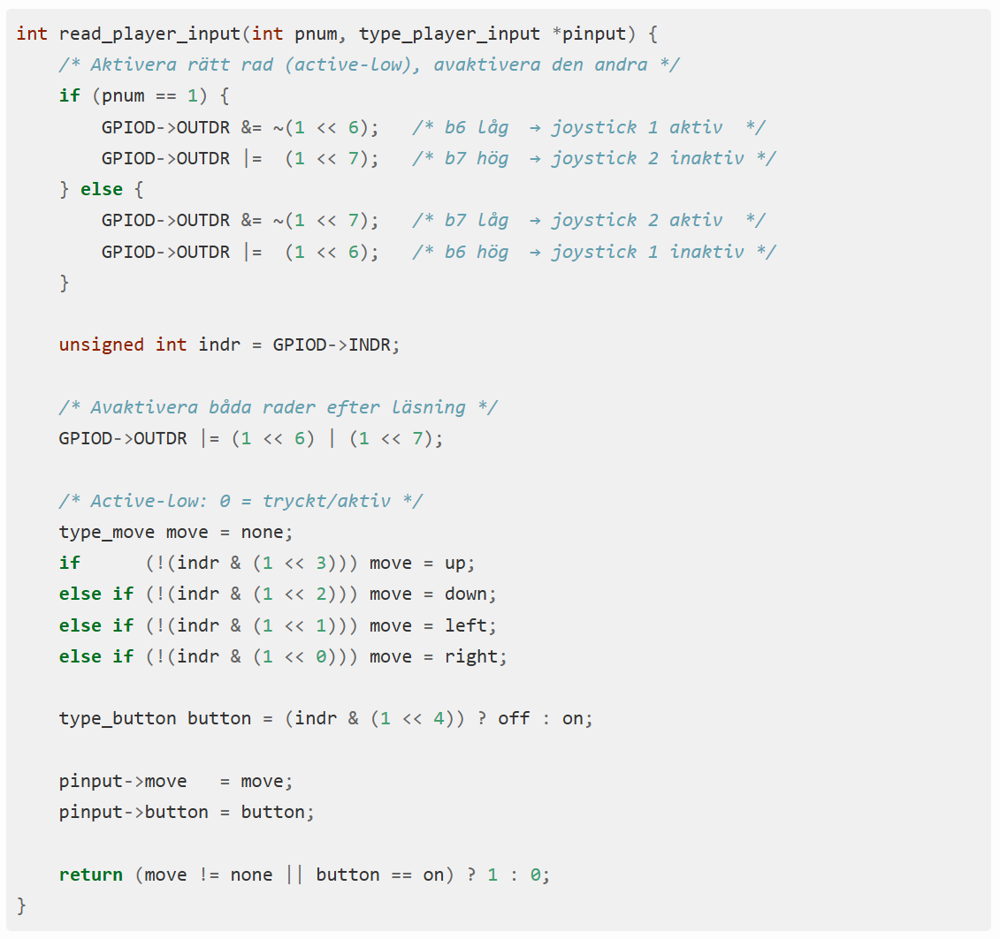 int read_player_input(int pnum, type_player_input *pinput) {
    /* Aktivera rätt rad (active-low), avaktivera den andra */
    if (pnum == 1) {
        GPIOD->OUTDR &= ~(1 << 6);   /* b6 låg  → joystick 1 aktiv  */
        GPIOD->OUTDR |=  (1 << 7);   /* b7 hög  → joystick 2 inaktiv */
    } else {
        GPIOD->OUTDR &= ~(1 << 7);   /* b7 låg  → joystick 2 aktiv  */
        GPIOD->OUTDR |=  (1 << 6);   /* b6 hög  → joystick 1 inaktiv */
    }

    unsigned int indr = GPIOD->INDR;

    /* Avaktivera båda rader efter läsning */
    GPIOD->OUTDR |= (1 << 6) | (1 << 7);

    /* Active-low: 0 = tryckt/aktiv */
    type_move move = none;
    if      (!(indr & (1 << 3))) move = up;
    else if (!(indr & (1 << 2))) move = down;
    else if (!(indr & (1 << 1))) move = left;
    else if (!(indr & (1 << 0))) move = right;

    type_button button = (indr & (1 << 4)) ? off : on;

    pinput->move   = move;
    pinput->button = button;

    return (move != none || button == on) ? 1 : 0;
}